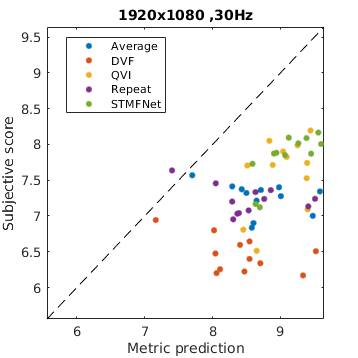 1920x1080 ,30Hz
Subjective score
9.5
9
8.5
8
7.5
7
6.5
6
Average
DVF
QVI
Repeat
STMFNet
6 7 8 9
Metric prediction